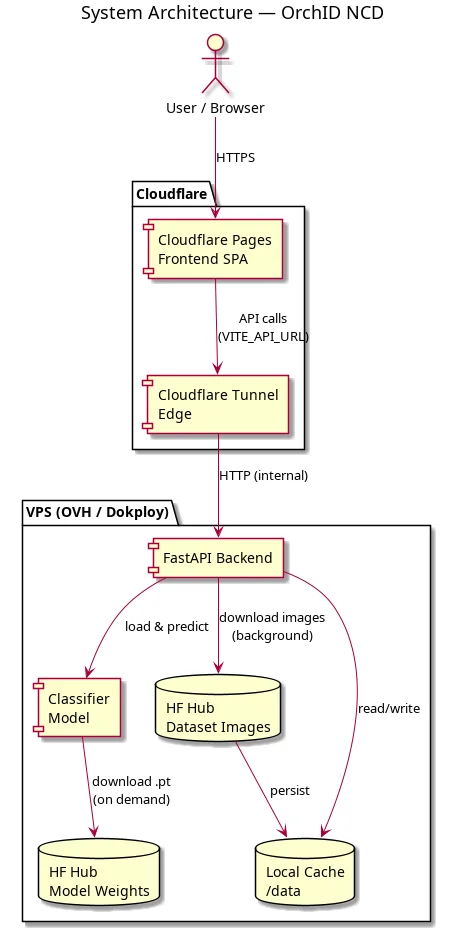 System Architecture — OrchID NCD
User / Browser
HTTPS
Cloudflare
Cloudflare Pages
Frontend SPA
API calls
(VITE_API_URL)
Cloudflare Tunnel
Edge
HTTP (internal)
VPS (OVH / Dokploy)
FastAPI Backend
load & predict
download images
(background)
Classifier
Model
HF Hub
Dataset Images
read/write
download .pt
(on demand)
persist
HF Hub
Model Weights
Local Cache
/data